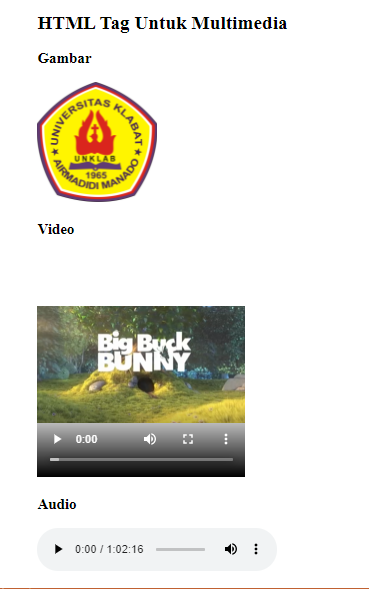 HTML Tag Untuk Multimedia
Gambar
UNIVERSITAS KLABAT
UNKLAB
1965
AIRMADIDI MANADO
Video
Big Buck
BUNNY
0:00
Audio
0:00 / 1:02:16